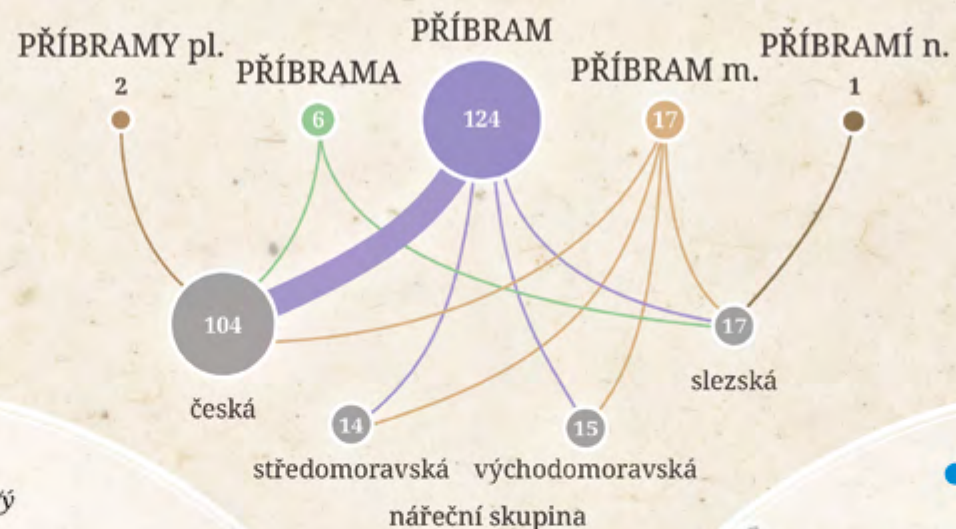 PŘÍBRAM
PŘÍBRAMY pl.
PŘÍBRAMÍ n.
PŘÍBRAMA
PŘÍBRAM m.
2
1
6
124
17
104
17
slezská
česká
14
15
středomoravská
východomoravská
nářeční skupina